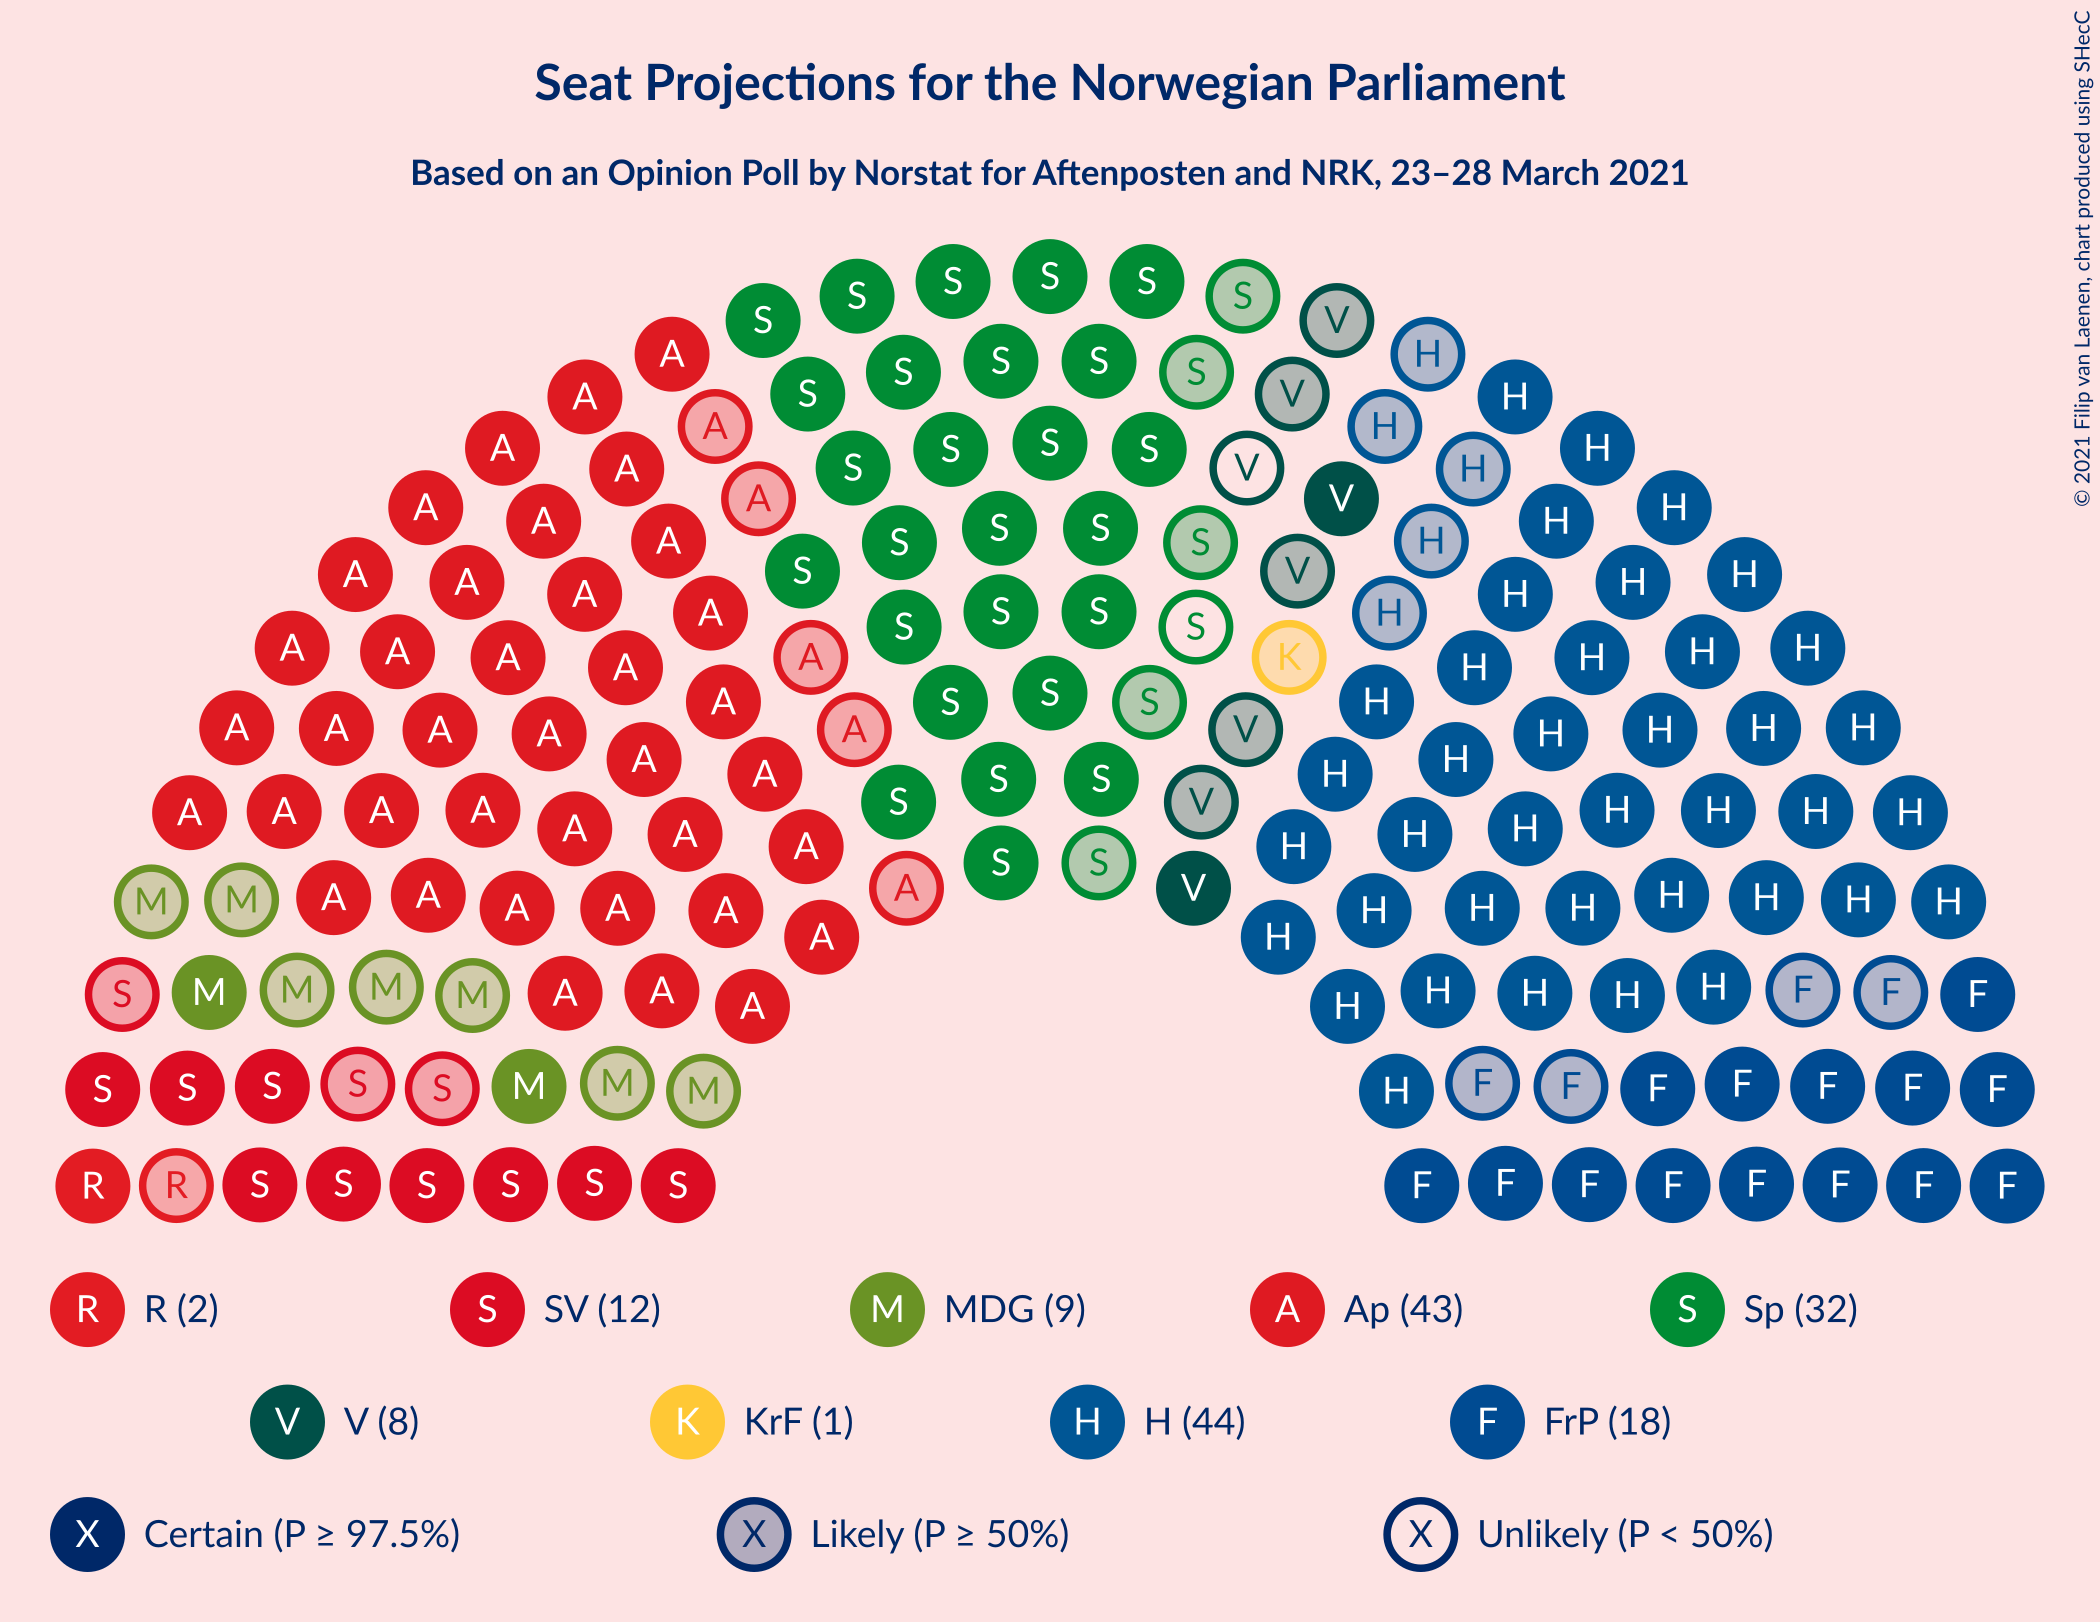 Seat Projections for the Norwegian Parliament
Based on an Opinion Poll by Norstat for Aftenposten and NRK, 23–28 March 2021
© 2021 Filip van Laenen, chart produced using SHecC
S S S S S S V
A H
S S S S
A S V H
A A H
S S S
A S V A H H
A A V H H
S S
A A S S V H H
A A S H H
S S
A A A S S K H H H
A A A A H H H H
S
A A A A S S V H H H H
A A A H H H
S S
A A A A S V H H H H
A A A H H H
S S
M M A A A V H H H H
A A A A H H H H
S M M M M A A A H H H H H F F F
S S S S S M M M H F F F F F F F
R R S S S S S S F F F F F F F F
R R (2) S SV (12) M MDG (9) A Ap (43) S Sp (32)
V V (8) K KrF (1) H H (44) F FrP (18)
X Certain (P ≥ 97.5%) X Likely (P ≥ 50%) X Unlikely (P < 50%)